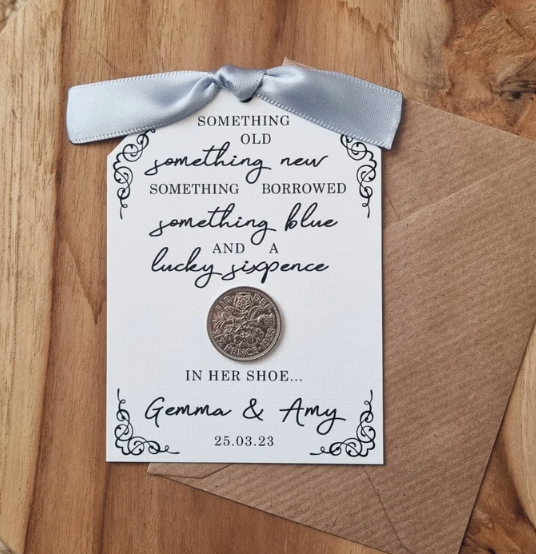 SOMETHING
OLD
something new
SOMETHING BORROWED
something blue
AND A
lucky sixpence
SIXPENCE
IN HER SHOE...
Gemma & Amy
25.03.23